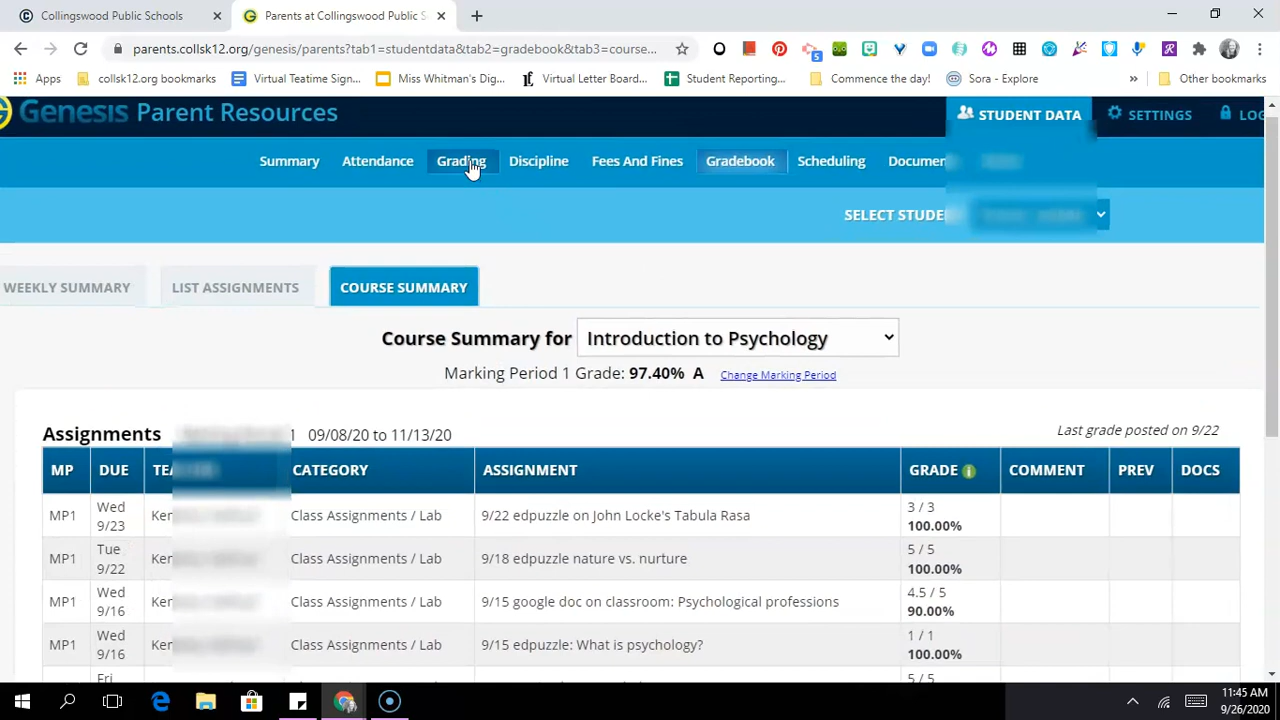 Collingswood Public Schools
Parents at Collingswood Public S
parents.collsk12.org/genesis/parents?tab1=studentdata&tab2=gradebook&tab3=course...
Apps
collsk12.org bookmarks
Virtual Teatime Sign...
Miss Whitman's Dig...
Virtual Letter Board...
Student Reporting...
Commence the day!
Sora - Explore
»
Other bookmarks
Genesis Parent Resources
STUDENT DATA
SETTINGS
LOG
Summary
Attendance
Grading
Discipline
Fees And Fines
Gradebook
Scheduling
Documen
SELECT STUDE
WEEKLY SUMMARY
LIST ASSIGNMENTS
COURSE SUMMARY
Course Summary for
Introduction to Psychology
Marking Period 1 Grade: 97.40% A Change Marking Period
Assignments
1 09/08/20 to 11/13/20
Last grade posted on 9/22
MP DUE TEA CATEGORY ASSIGNMENT GRADE COMMENT PREV DOCS
MP1 Wed 9/23 Class Assignments / Lab 9/22 edpuzzle on John Locke's Tabula Rasa 3 / 3 100.00%
MP1 Tue 9/22 Class Assignments / Lab 9/18 edpuzzle nature vs. nurture 5 / 5 100.00%
MP1 Wed 9/16 Class Assignments / Lab 9/15 google doc on classroom: Psychological professions 4.5 / 5 90.00%
MP1 Wed 9/16 Class Assignments / Lab 9/15 edpuzzle: What is psychology? 1 / 1 100.00%
Fri 5 / 5
11:45 AM
9/26/2020